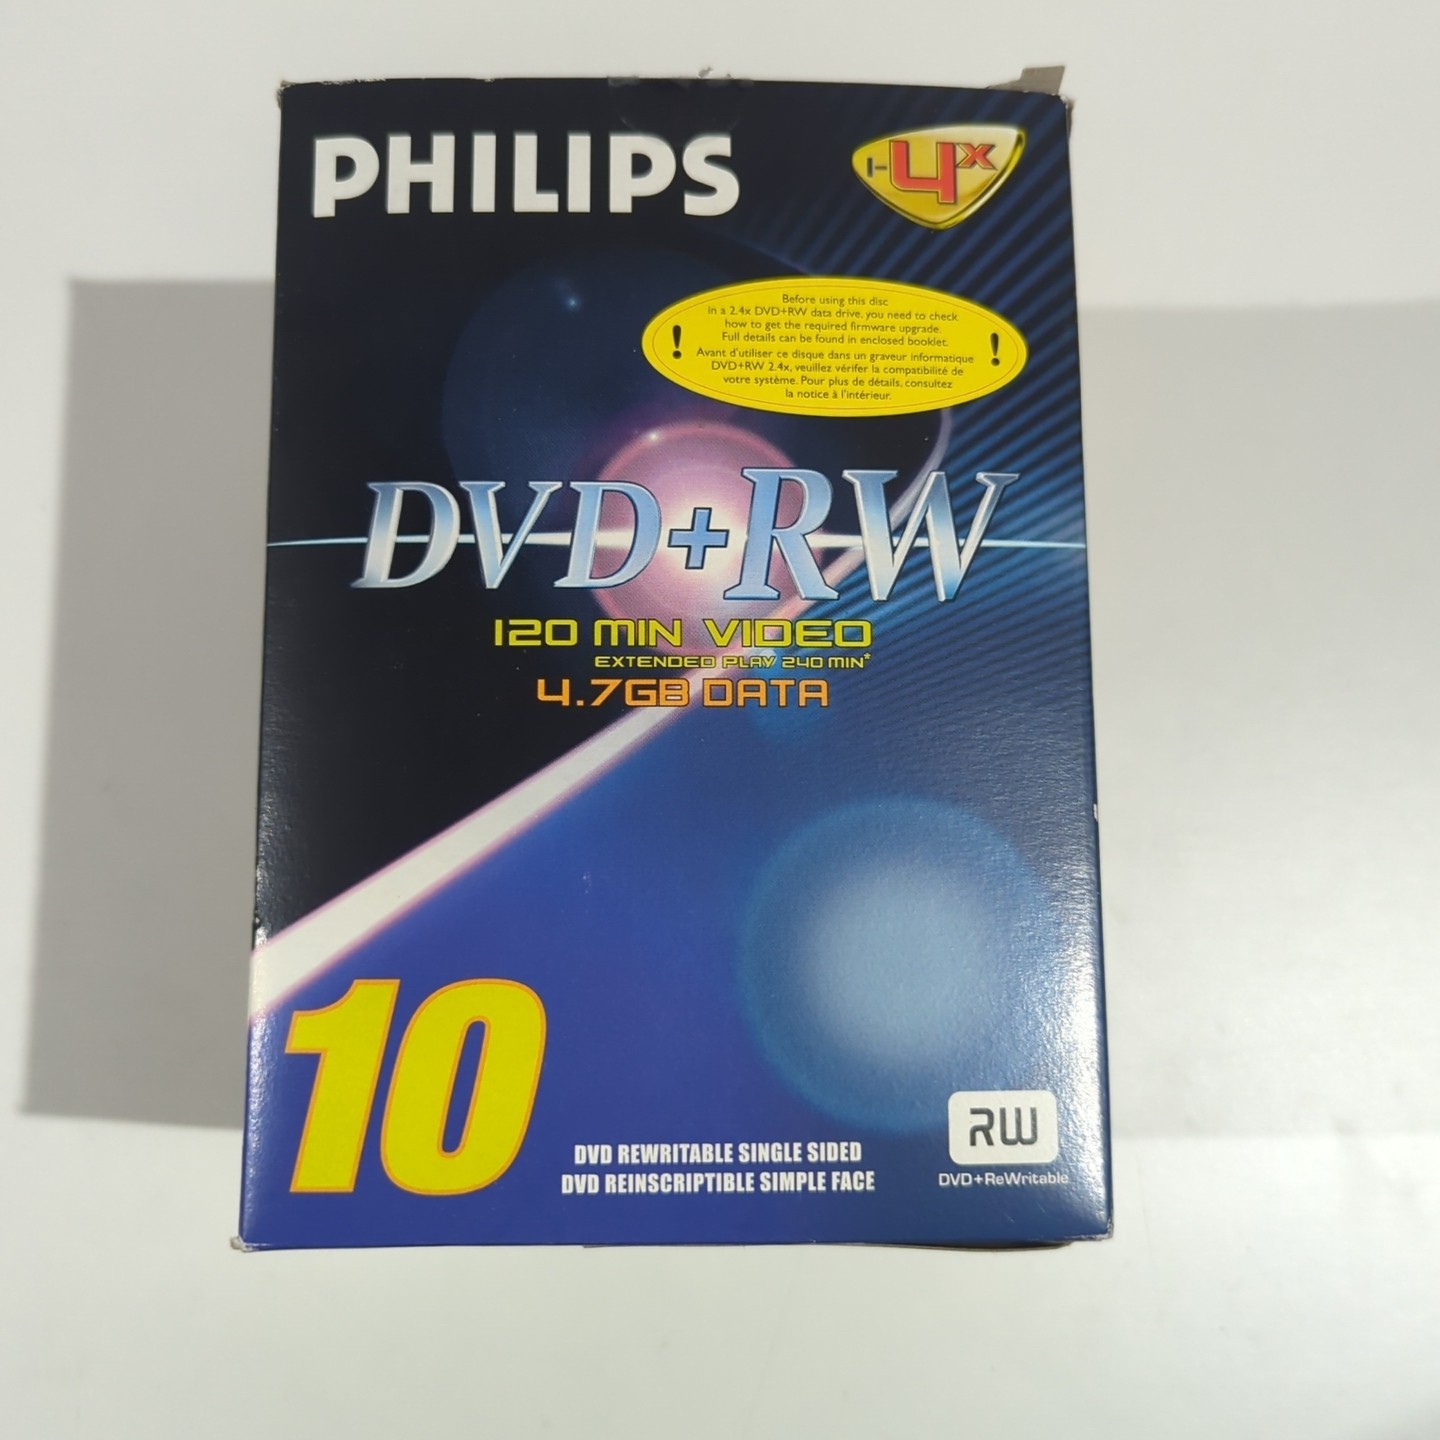 PHILIPS
1-4x
Before using this disc
in a 2.4x DVD+RW data drive, you need to check
how to get the required firmware upgrade.
Full details can be found in enclosed booklet.
! !
Avant d'utiliser ce disque dans un graveur informatique
DVD+RW 2.4x, veuillez vérifer la compatibilité de
votre système. Pour plus de détails, consultez
la notice à l'intérieur.
DVD+RW
120 MIN VIDEO
EXTENDED PLAY 240 MIN*
4.7GB DATA
10
DVD REWRITABLE SINGLE SIDED
DVD REINSCRIPTIBLE SIMPLE FACE
RW
DVD+ReWritable